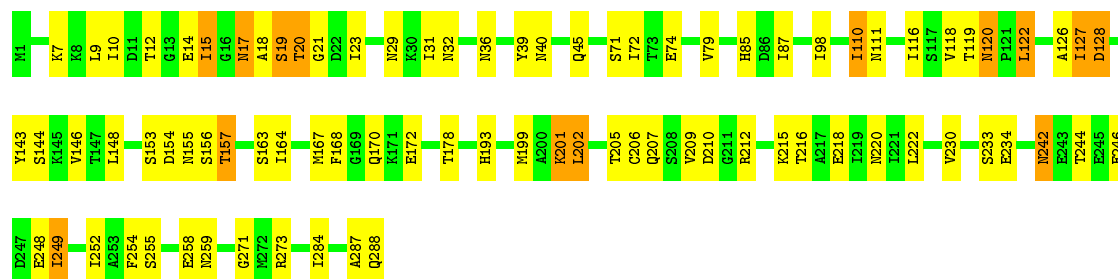 M1 K7 K8 L9 I10 D11 T12 G13 E14 I15 G16 N17 A18 S19 T20 G21 D22 I23 N29 K30 I31 N32 N36 Y39 N40 Q45 S71 I72 T73 E74 V79 H85 D86 I87 I98 I110 N111 I116 S117 V118 T119 N120 P121 L122 A126 I127 D128
Y143 S144 K145 V146 T147 L148 S153 D154 N155 S156 T157 S163 I164 M167 F168 G169 Q170 K171 E172 T178 H193 M199 A200 K201 L202 T205 C206 Q207 S208 V209 D210 G211 R212 K215 T216 A217 E218 I219 N220 I221 L222 V230 S233 E234 N242 E243 T244 E245
D247 E248 I249 I252 A253 F254 S255 E258 N259 G271 M272 R273 I284 A287 Q288